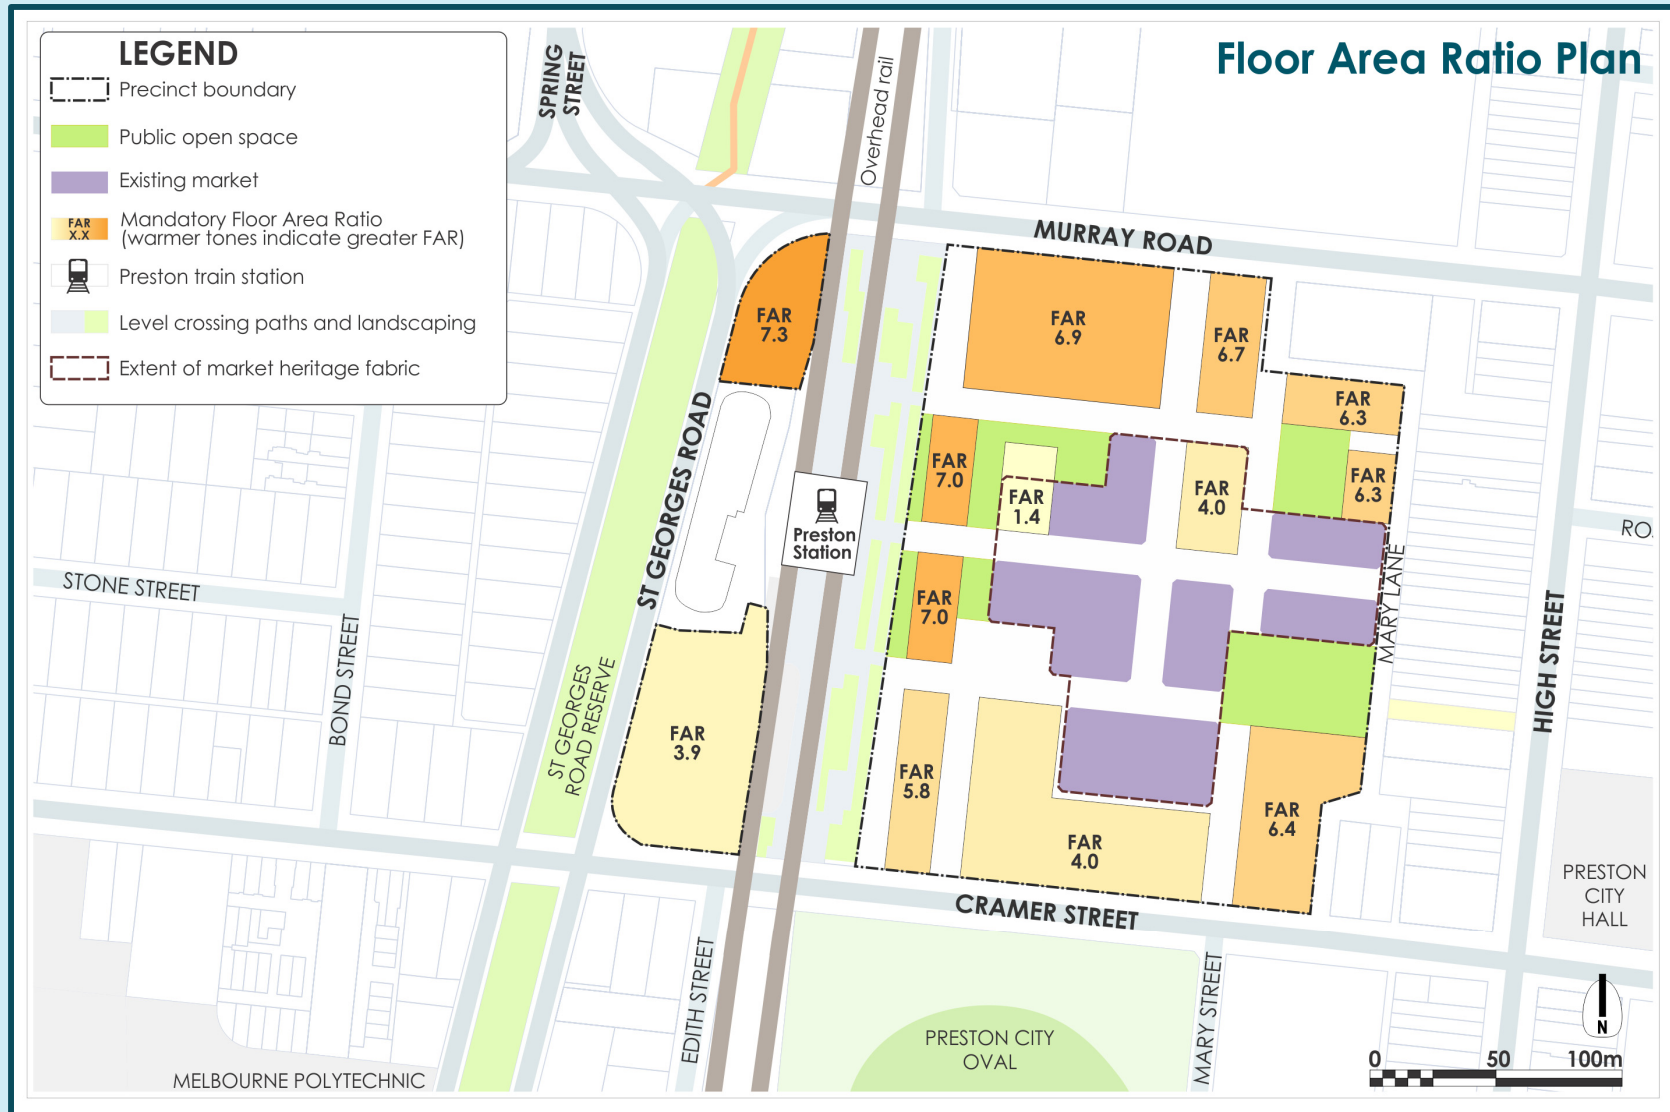 Floor Area Ratio Plan
LEGEND
Precinct boundary
Public open space
Existing market
FAR
X.X
Mandatory Floor Area Ratio
(warmer tones indicate greater FAR)
Preston train station
Level crossing paths and landscaping
Extent of market heritage fabric
SPRING
STREET
Overhead rail
MURRAY ROAD
FAR
7.3
FAR
6.9
FAR
6.7
FAR
6.3
FAR
6.3
FAR
7.0
FAR
1.4
FAR
4.0
ST GEORGES ROAD
Preston
Station
RO
STONE STREET
BOND STREET
ST GEORGES
ROAD RESERVE
FAR
7.0
MARY LANE
HIGH STREET
FAR
3.9
FAR
5.8
FAR
4.0
FAR
6.4
CRAMER STREET
PRESTON
CITY
HALL
EDITH STREET
MARY STREET
PRESTON CITY
OVAL
MELBOURNE POLYTECHNIC
N
0 50 100m